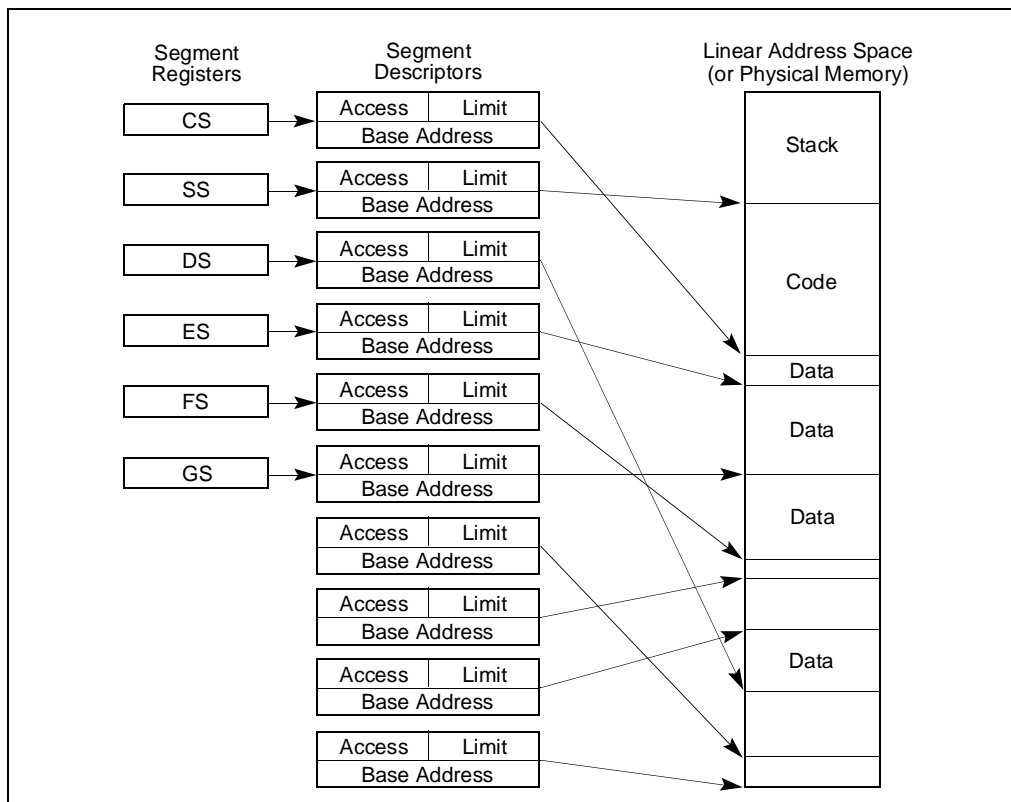 Segment
Registers
Segment
Descriptors
Linear Address Space
(or Physical Memory)
CS
Access Limit
Base Address
Stack
SS
Access Limit
Base Address
DS
Access Limit
Base Address
Code
ES
Access Limit
Base Address
Data
FS
Access Limit
Base Address
Data
GS
Access Limit
Base Address
Data
Access Limit
Base Address
Access Limit
Base Address
Access Limit
Base Address
Data
Access Limit
Base Address